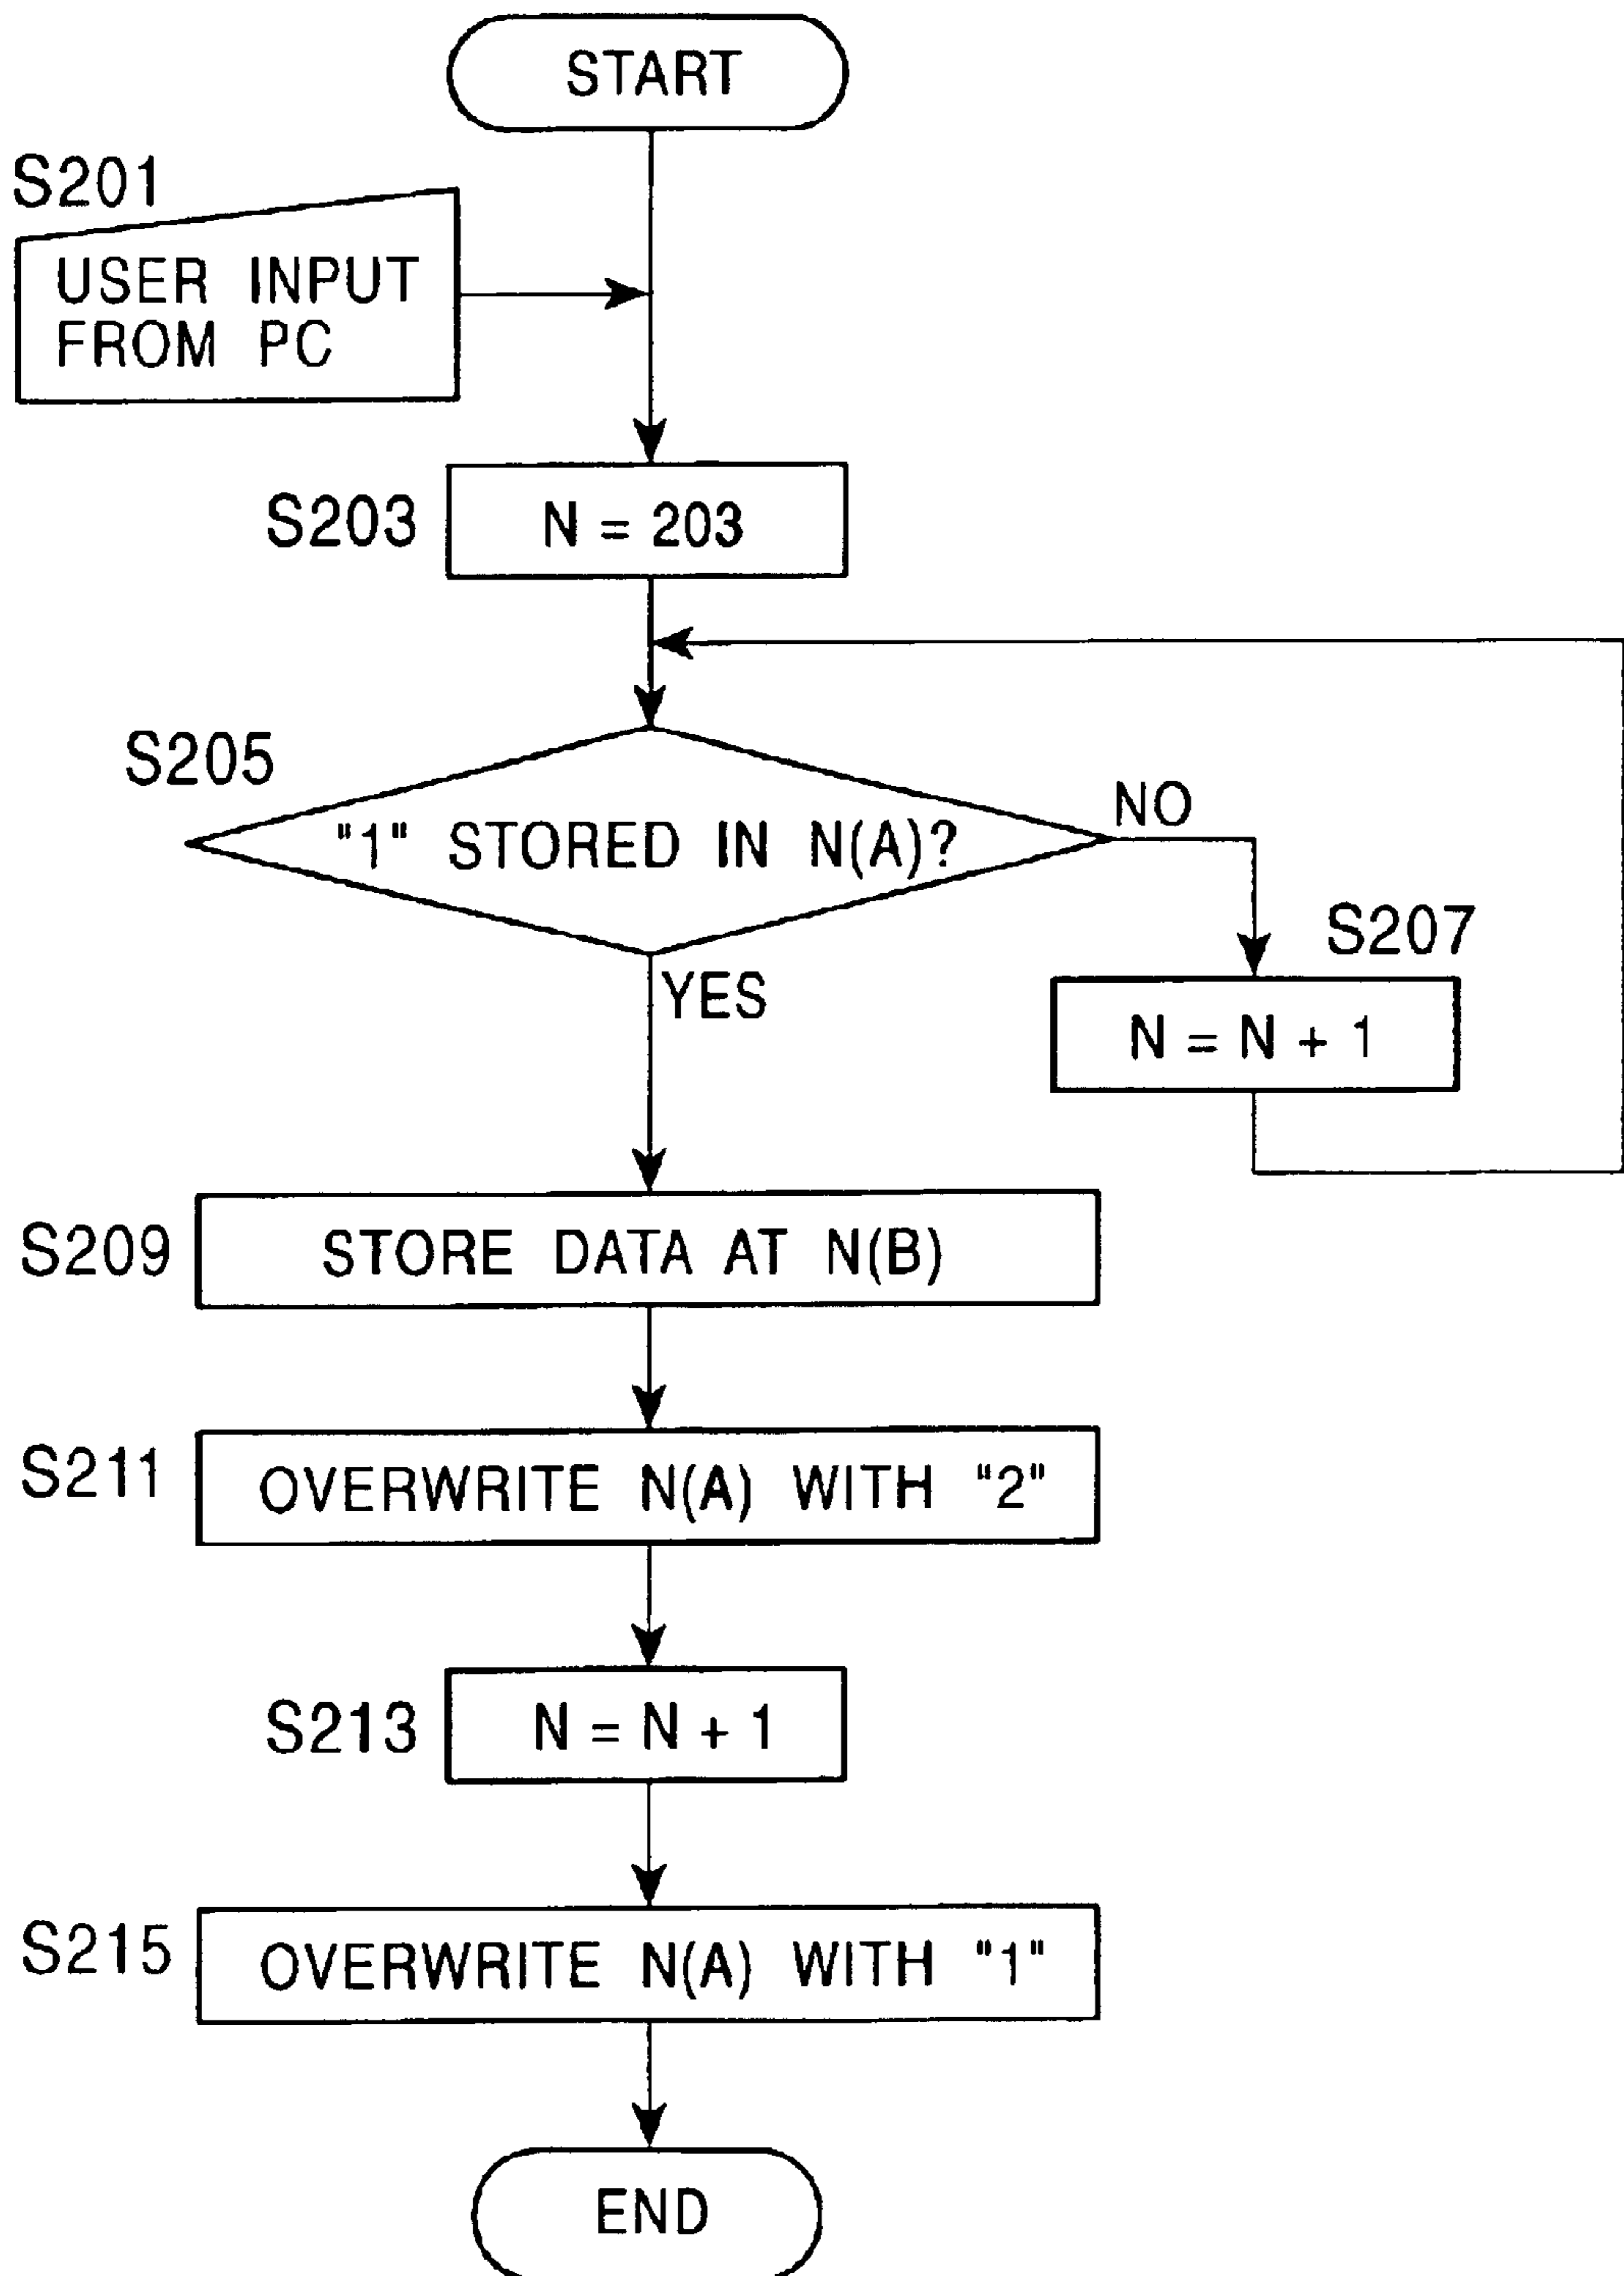 START
S201
USER INPUT
FROM PC
S203
N = 203
S205
"1" STORED IN N(A)?
NO
S207
YES
N = N + 1
S209
STORE DATA AT N(B)
S211
OVERWRITE N(A) WITH "2"
S213
N = N + 1
S215
OVERWRITE N(A) WITH "1"
END